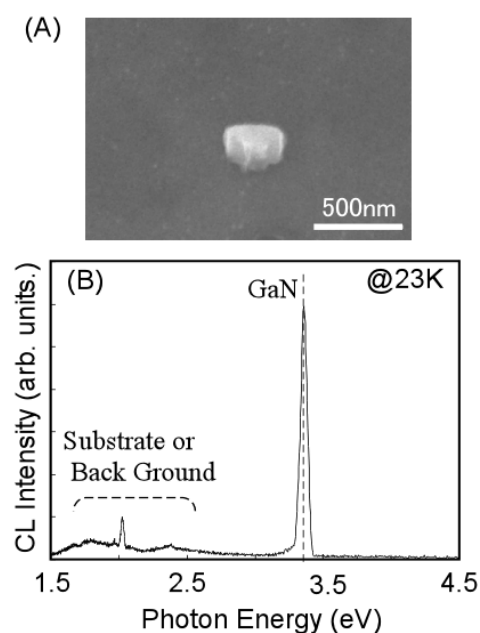 (A)
500nm
(B)
GaN
@23K
Substrate or
Back Ground
CL Intensity (arb. units.)
1.5
2.5
3.5
4.5
Photon Energy (eV)